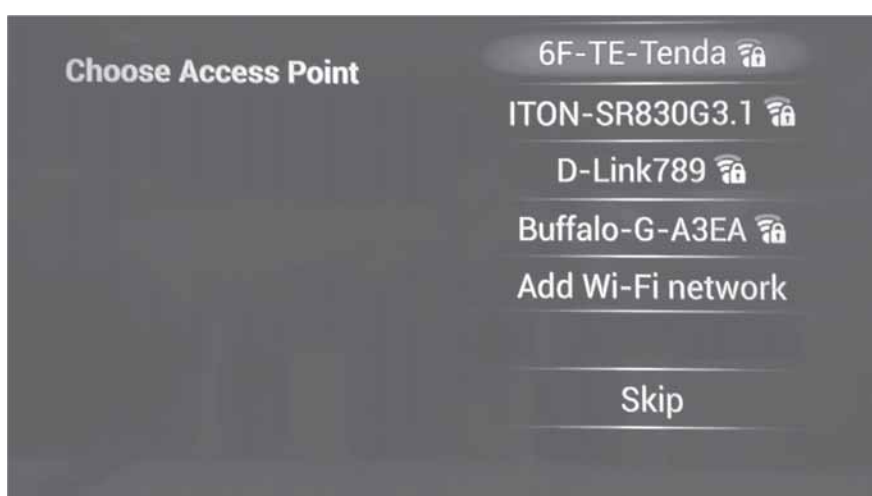 Choose Access Point
6F-TE-Tenda
ITON-SR830G3.1
D-Link789
Buffalo-G-A3EA
Add Wi-Fi network
Skip